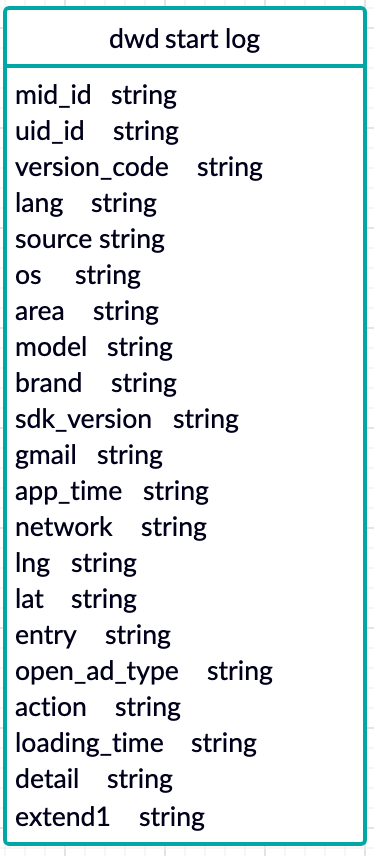 dwd start log
mid_id string
uid_id string
version_code string
lang string
source string
os string
area string
model string
brand string
sdk_version string
gmail string
app_time string
network string
lng string
lat string
entry string
open_ad_type string
action string
loading_time string
detail string
extend1 string